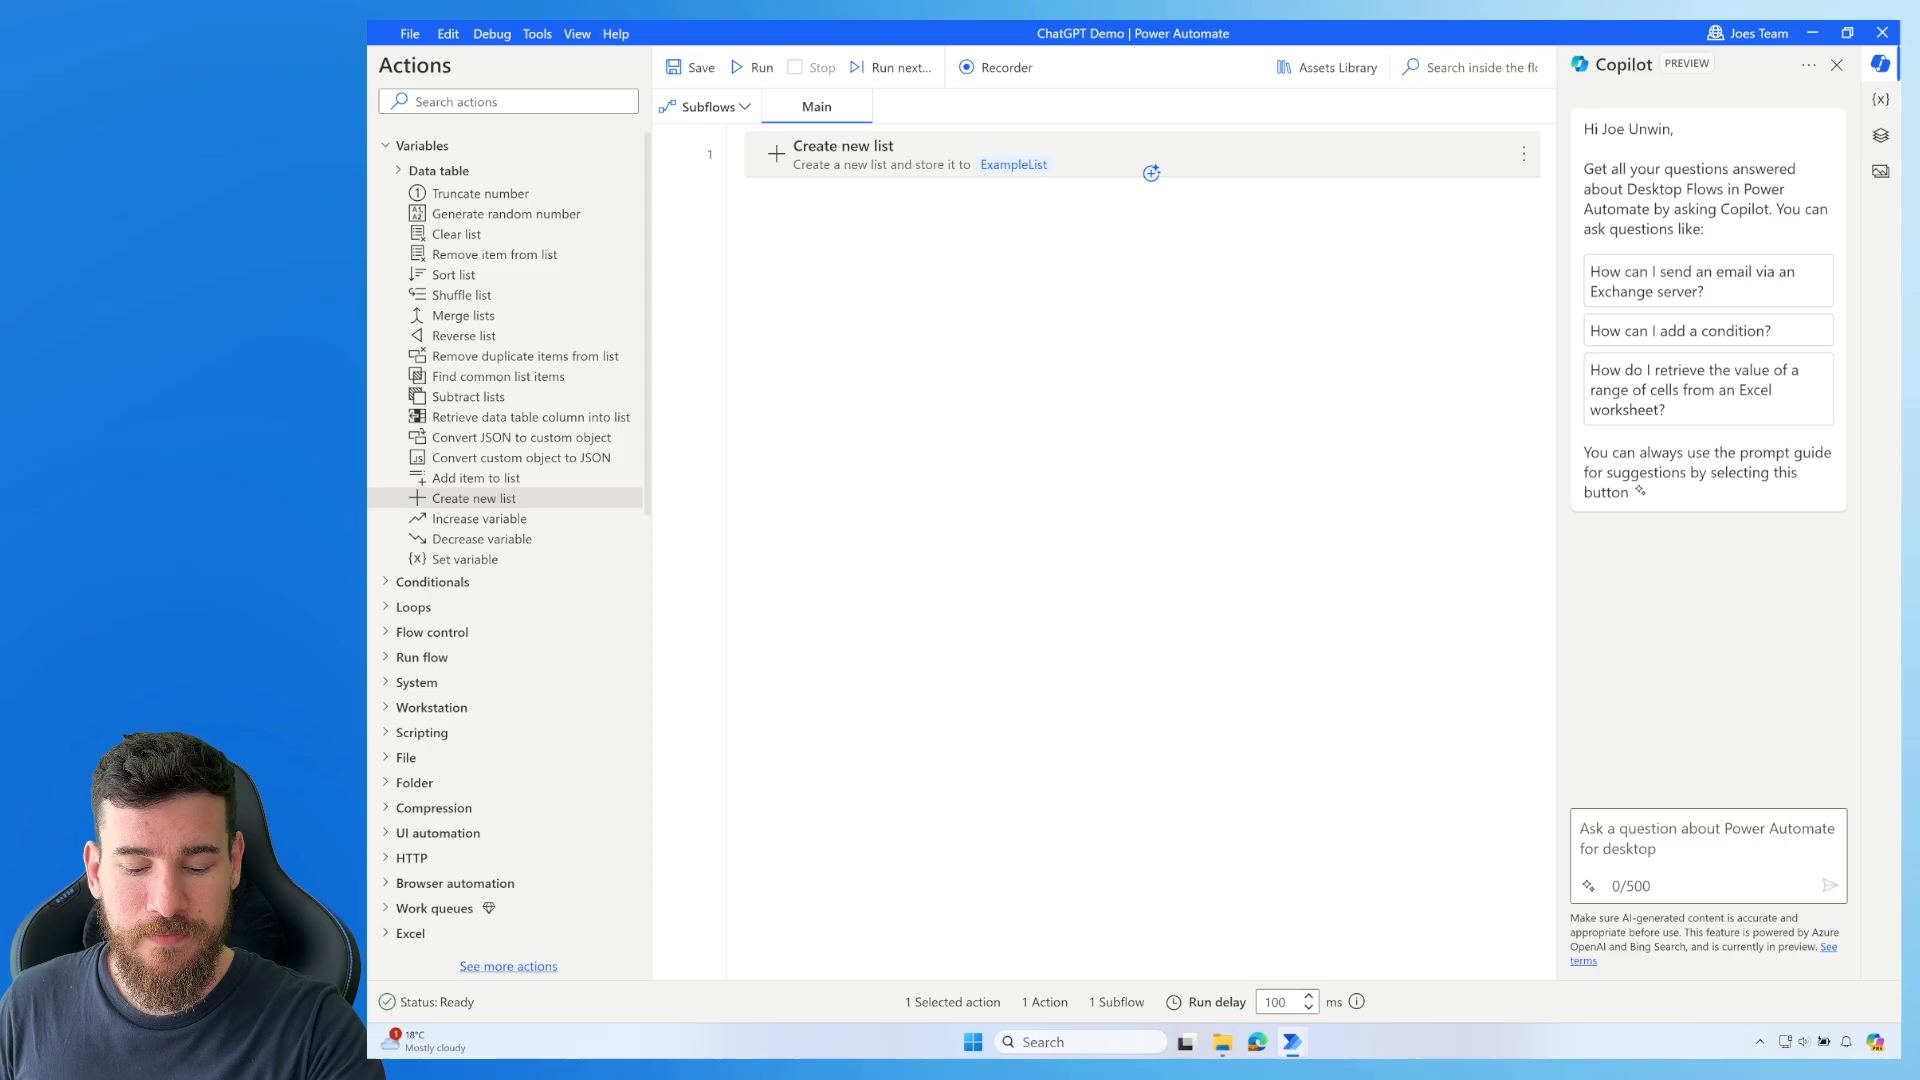 File Edit Debug Tools View Help
ChatGPT Demo | Power Automate
Joes Team
Actions
Search actions
Variables
Data table
Truncate number
Generate random number
Clear list
Remove item from list
Sort list
Shuffle list
Merge lists
Reverse list
Remove duplicate items from list
Find common list items
Subtract lists
Retrieve data table column into list
Convert JSON to custom object
Convert custom object to JSON
Add item to list
Create new list
Increase variable
Decrease variable
{x} Set variable
Conditionals
Loops
Flow control
Run flow
System
Workstation
Scripting
File
Folder
Compression
UI automation
HTTP
Browser automation
Work queues
Excel
See more actions
Save Run Stop Run next... Recorder
Assets Library
Search inside the flo
Subflows
Main
1
Create new list
Create a new list and store it to ExampleList
Copilot PREVIEW
Hi Joe Unwin,
Get all your questions answered
about Desktop Flows in Power
Automate by asking Copilot. You can
ask questions like:
How can I send an email via an
Exchange server?
How can I add a condition?
How do I retrieve the value of a
range of cells from an Excel
worksheet?
You can always use the prompt guide
for suggestions by selecting this
button
Ask a question about Power Automate
for desktop
0/500
Make sure AI-generated content is accurate and
appropriate before use. This feature is powered by Azure
OpenAI and Bing Search, and is currently in preview. See
terms
{x}
Status: Ready
1 Selected action 1 Action 1 Subflow Run delay 100 ms
1
18°C
Mostly cloudy
Search